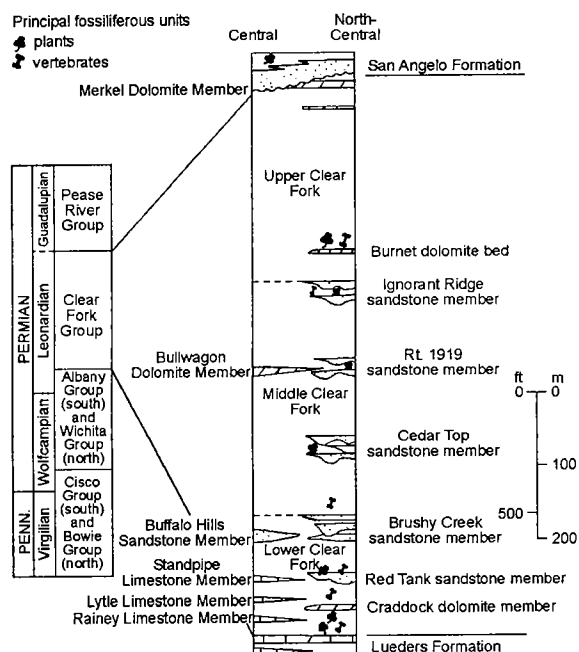 Principal fossiliferous units
plants
vertebrates
Central
North-
Central
San Angelo Formation
Merkel Dolomite Member
Upper Clear
Fork
Burnet dolomite bed
Ignorant Ridge
sandstone member
Rt. 1919
sandstone member
Bullwagon
Dolomite Member
Middle Clear
Fork
Cedar Top
sandstone member
Brushy Creek
sandstone member
Buffalo Hills
Sandstone Member
Lower Clear
Fork
Standpipe
Limestone Member
Red Tank sandstone member
Lytle Limestone Member
Craddock dolomite member
Rainey Limestone Member
Lueders Formation
ft m
0 0
100
500
200
PERMIAN
PENN.
Guadalupian
Leonardian
Wolfcampian
Virgilian
Pease
River
Group
Clear
Fork
Group
Albany
Group
(south)
and
Wichita
Group
(north)
Cisco
Group
(south)
and
Bowie
Group
(north)